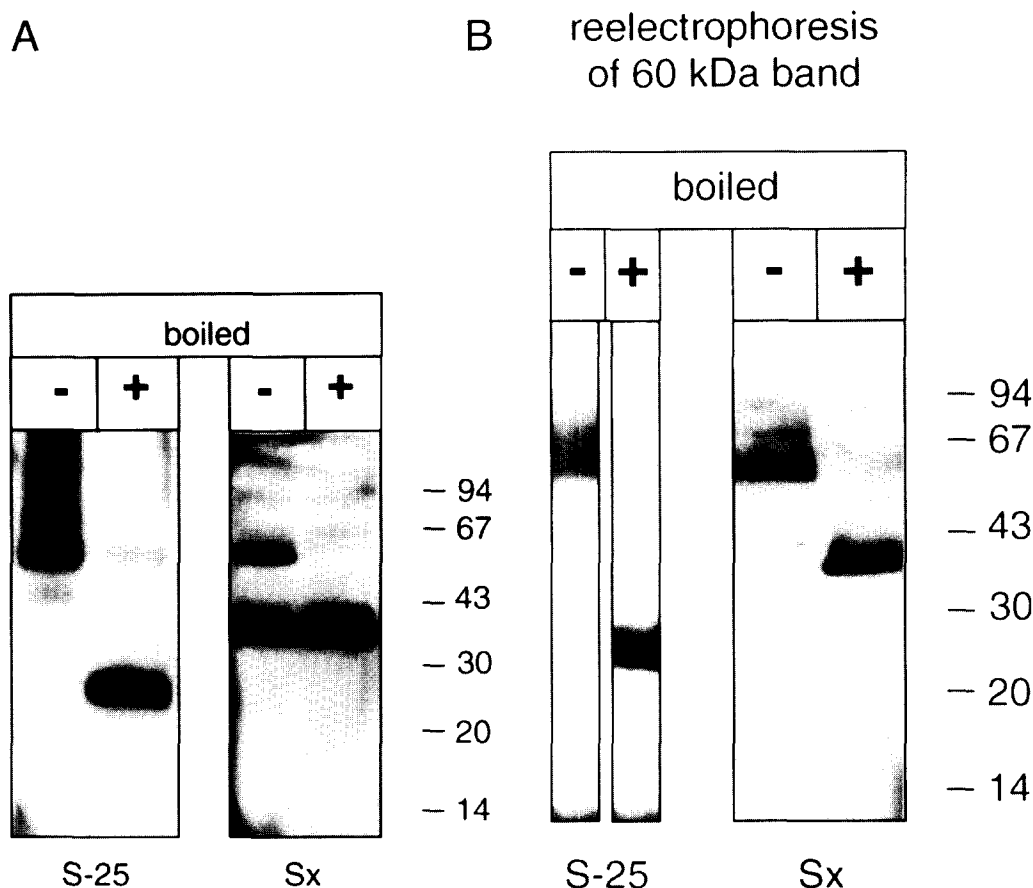 A
boiled
- +
- +
– 94
– 67
– 43
– 30
– 20
– 14
S-25
Sx
B
reelectrophoresis
of 60 kDa band
boiled
- +
- +
– 94
– 67
– 43
– 30
– 20
– 14
S-25
Sx